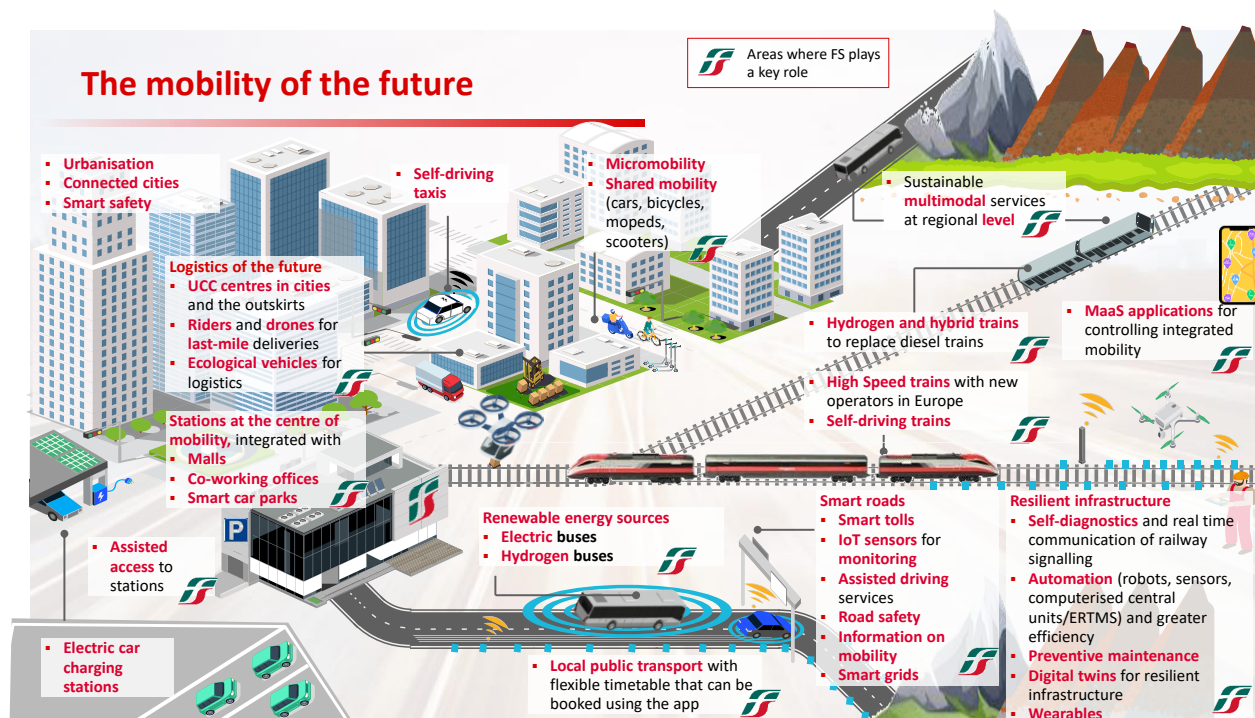 The mobility of the future
Areas where FS plays
a key role
▪ Urbanisation
▪ Connected cities
▪ Smart safety
▪ Self-driving
taxis
▪ Micromobility
▪ Shared mobility
(cars, bicycles,
mopeds,
scooters)
▪ Sustainable
multimodal services
at regional level
Logistics of the future
▪ UCC centres in cities
and the outskirts
▪ Riders and drones for
last-mile deliveries
▪ Ecological vehicles for
logistics
▪ Hydrogen and hybrid trains
to replace diesel trains
▪ MaaS applications for
controlling integrated
mobility
▪ High Speed trains with new
operators in Europe
▪ Self-driving trains
Stations at the centre of
mobility, integrated with
▪ Malls
▪ Co-working offices
▪ Smart car parks
P
▪ Assisted
access to
stations
Renewable energy sources
▪ Electric buses
▪ Hydrogen buses
Smart roads
▪ Smart tolls
▪ IoT sensors for
monitoring
▪ Assisted driving
services
▪ Road safety
▪ Information on
mobility
▪ Smart grids
Resilient infrastructure
▪ Self-diagnostics and real time
communication of railway
signalling
▪ Automation (robots, sensors,
computerised central
units/ERTMS) and greater
efficiency
▪ Preventive maintenance
▪ Digital twins for resilient
infrastructure
▪ Wearables
▪ Electric car
charging
stations
▪ Local public transport with
flexible timetable that can be
booked using the app